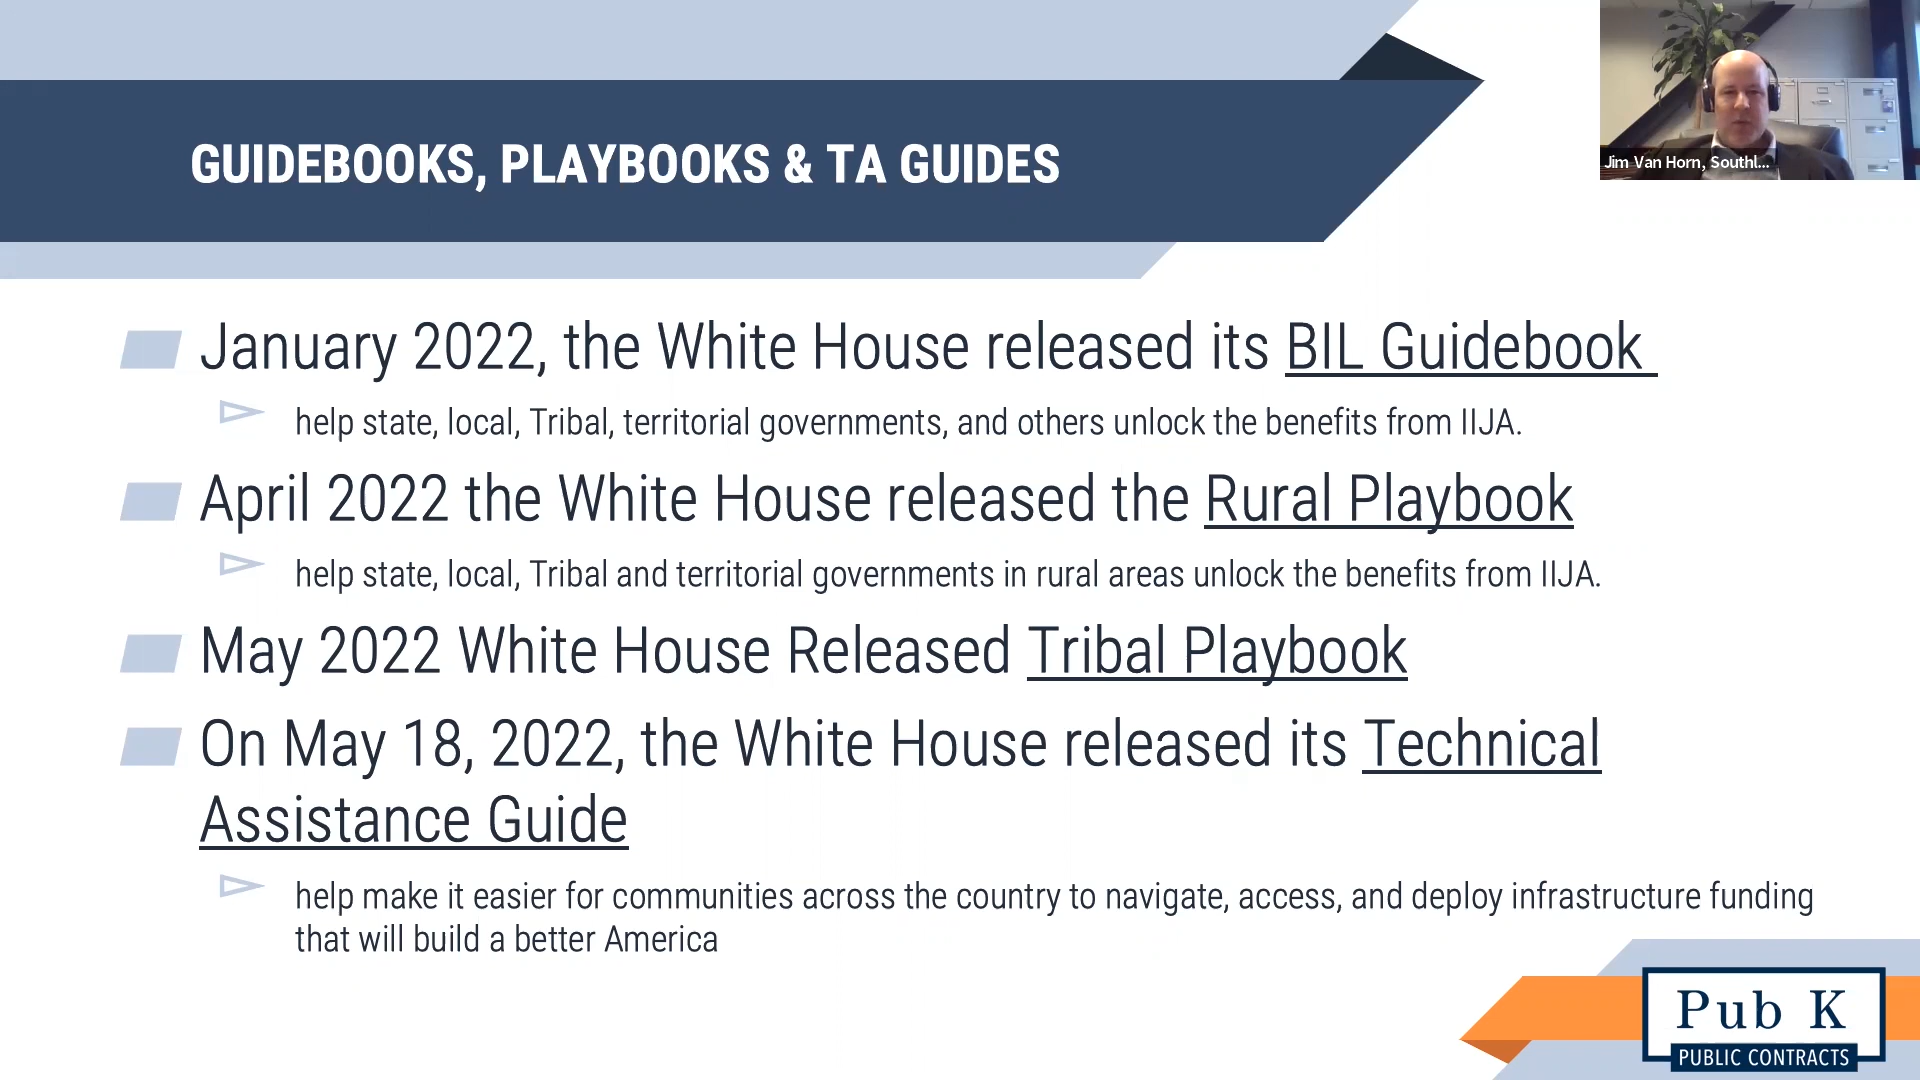 GUIDEBOOKS, PLAYBOOKS & TA GUIDES
Jim Van Horn, Southl...
January 2022, the White House released its BIL Guidebook
help state, local, Tribal, territorial governments, and others unlock the benefits from IIJA.
April 2022 the White House released the Rural Playbook
help state, local, Tribal and territorial governments in rural areas unlock the benefits from IIJA.
May 2022 White House Released Tribal Playbook
On May 18, 2022, the White House released its Technical
Assistance Guide
help make it easier for communities across the country to navigate, access, and deploy infrastructure funding
that will build a better America
Pub K
PUBLIC CONTRACTS